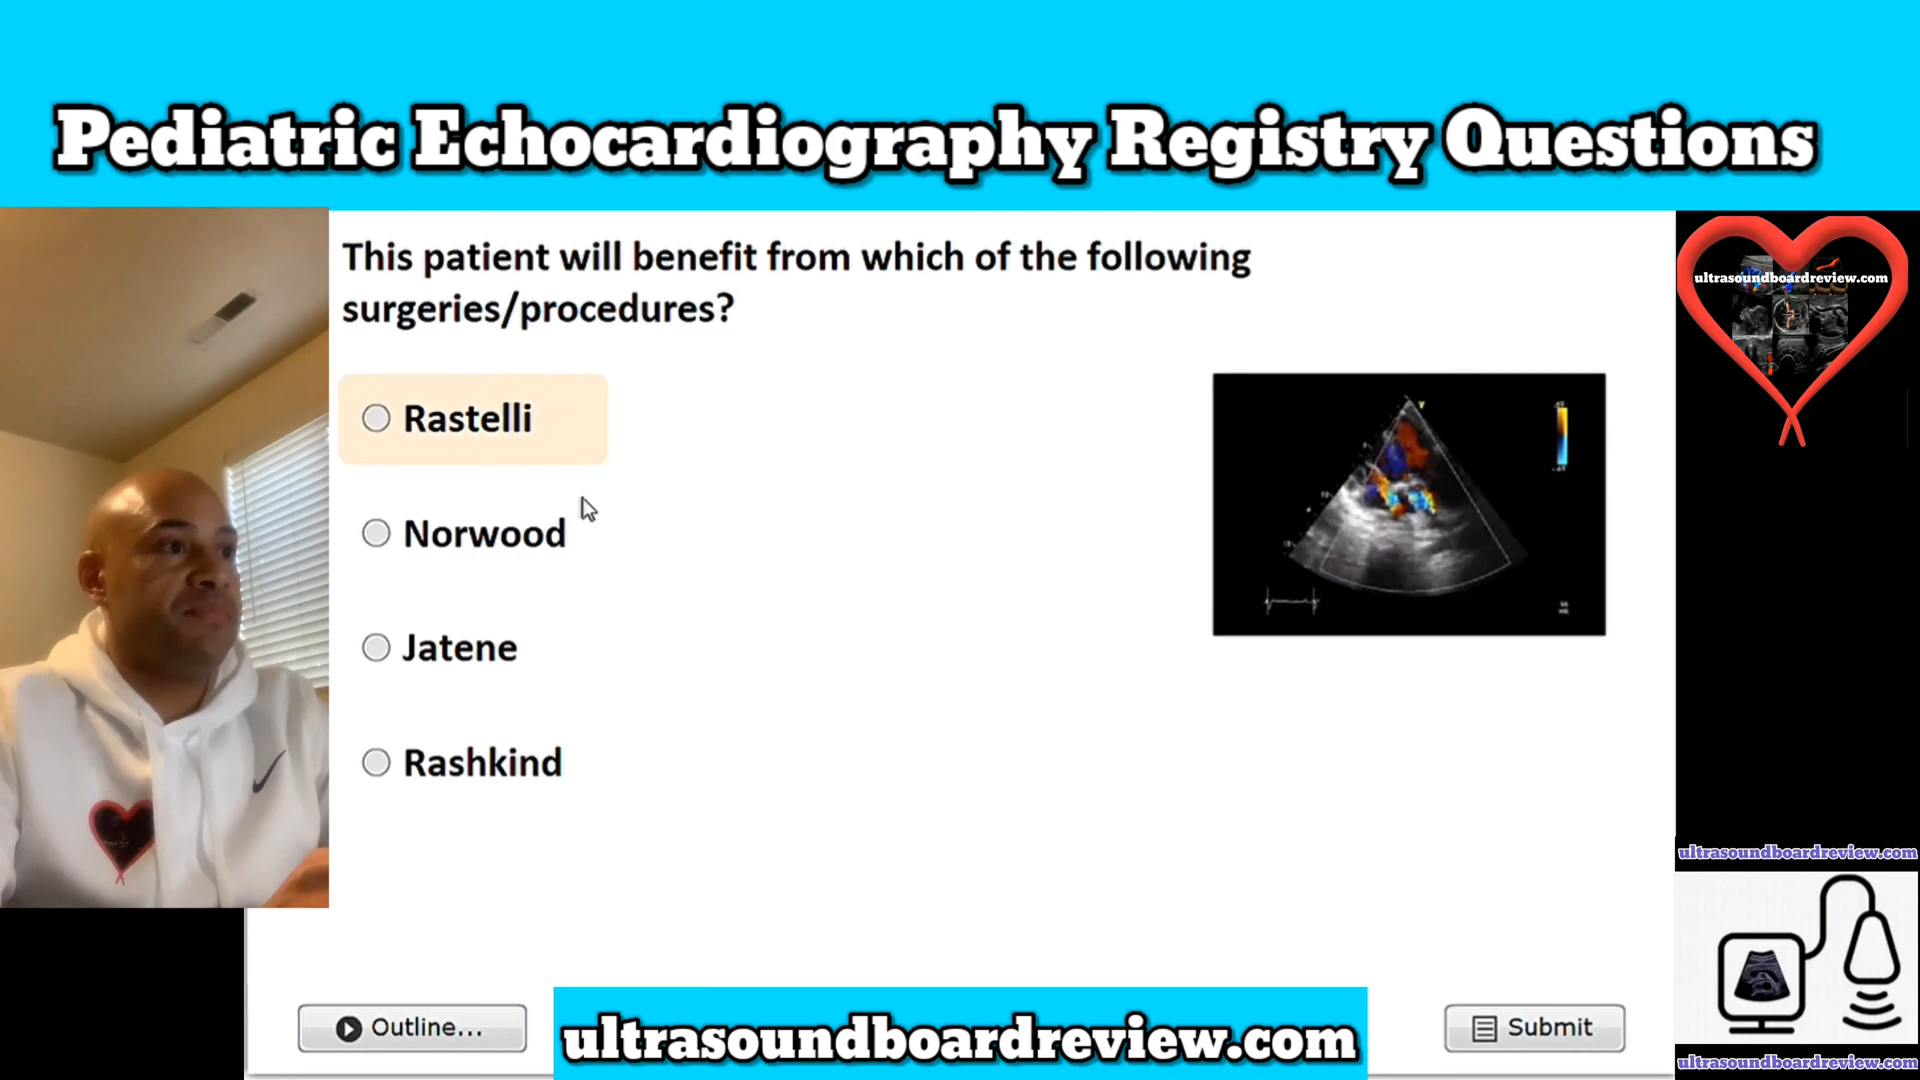 Pediatric Echocardiography Registry Questions
This patient will benefit from which of the following
surgeries/procedures?
Rastelli
Norwood
Jatene
Rashkind
ultrasoundboardreview.com
ultrasoundboardreview.com
ultrasoundboardreview.com
Outline...
ultrasoundboardreview.com
Submit